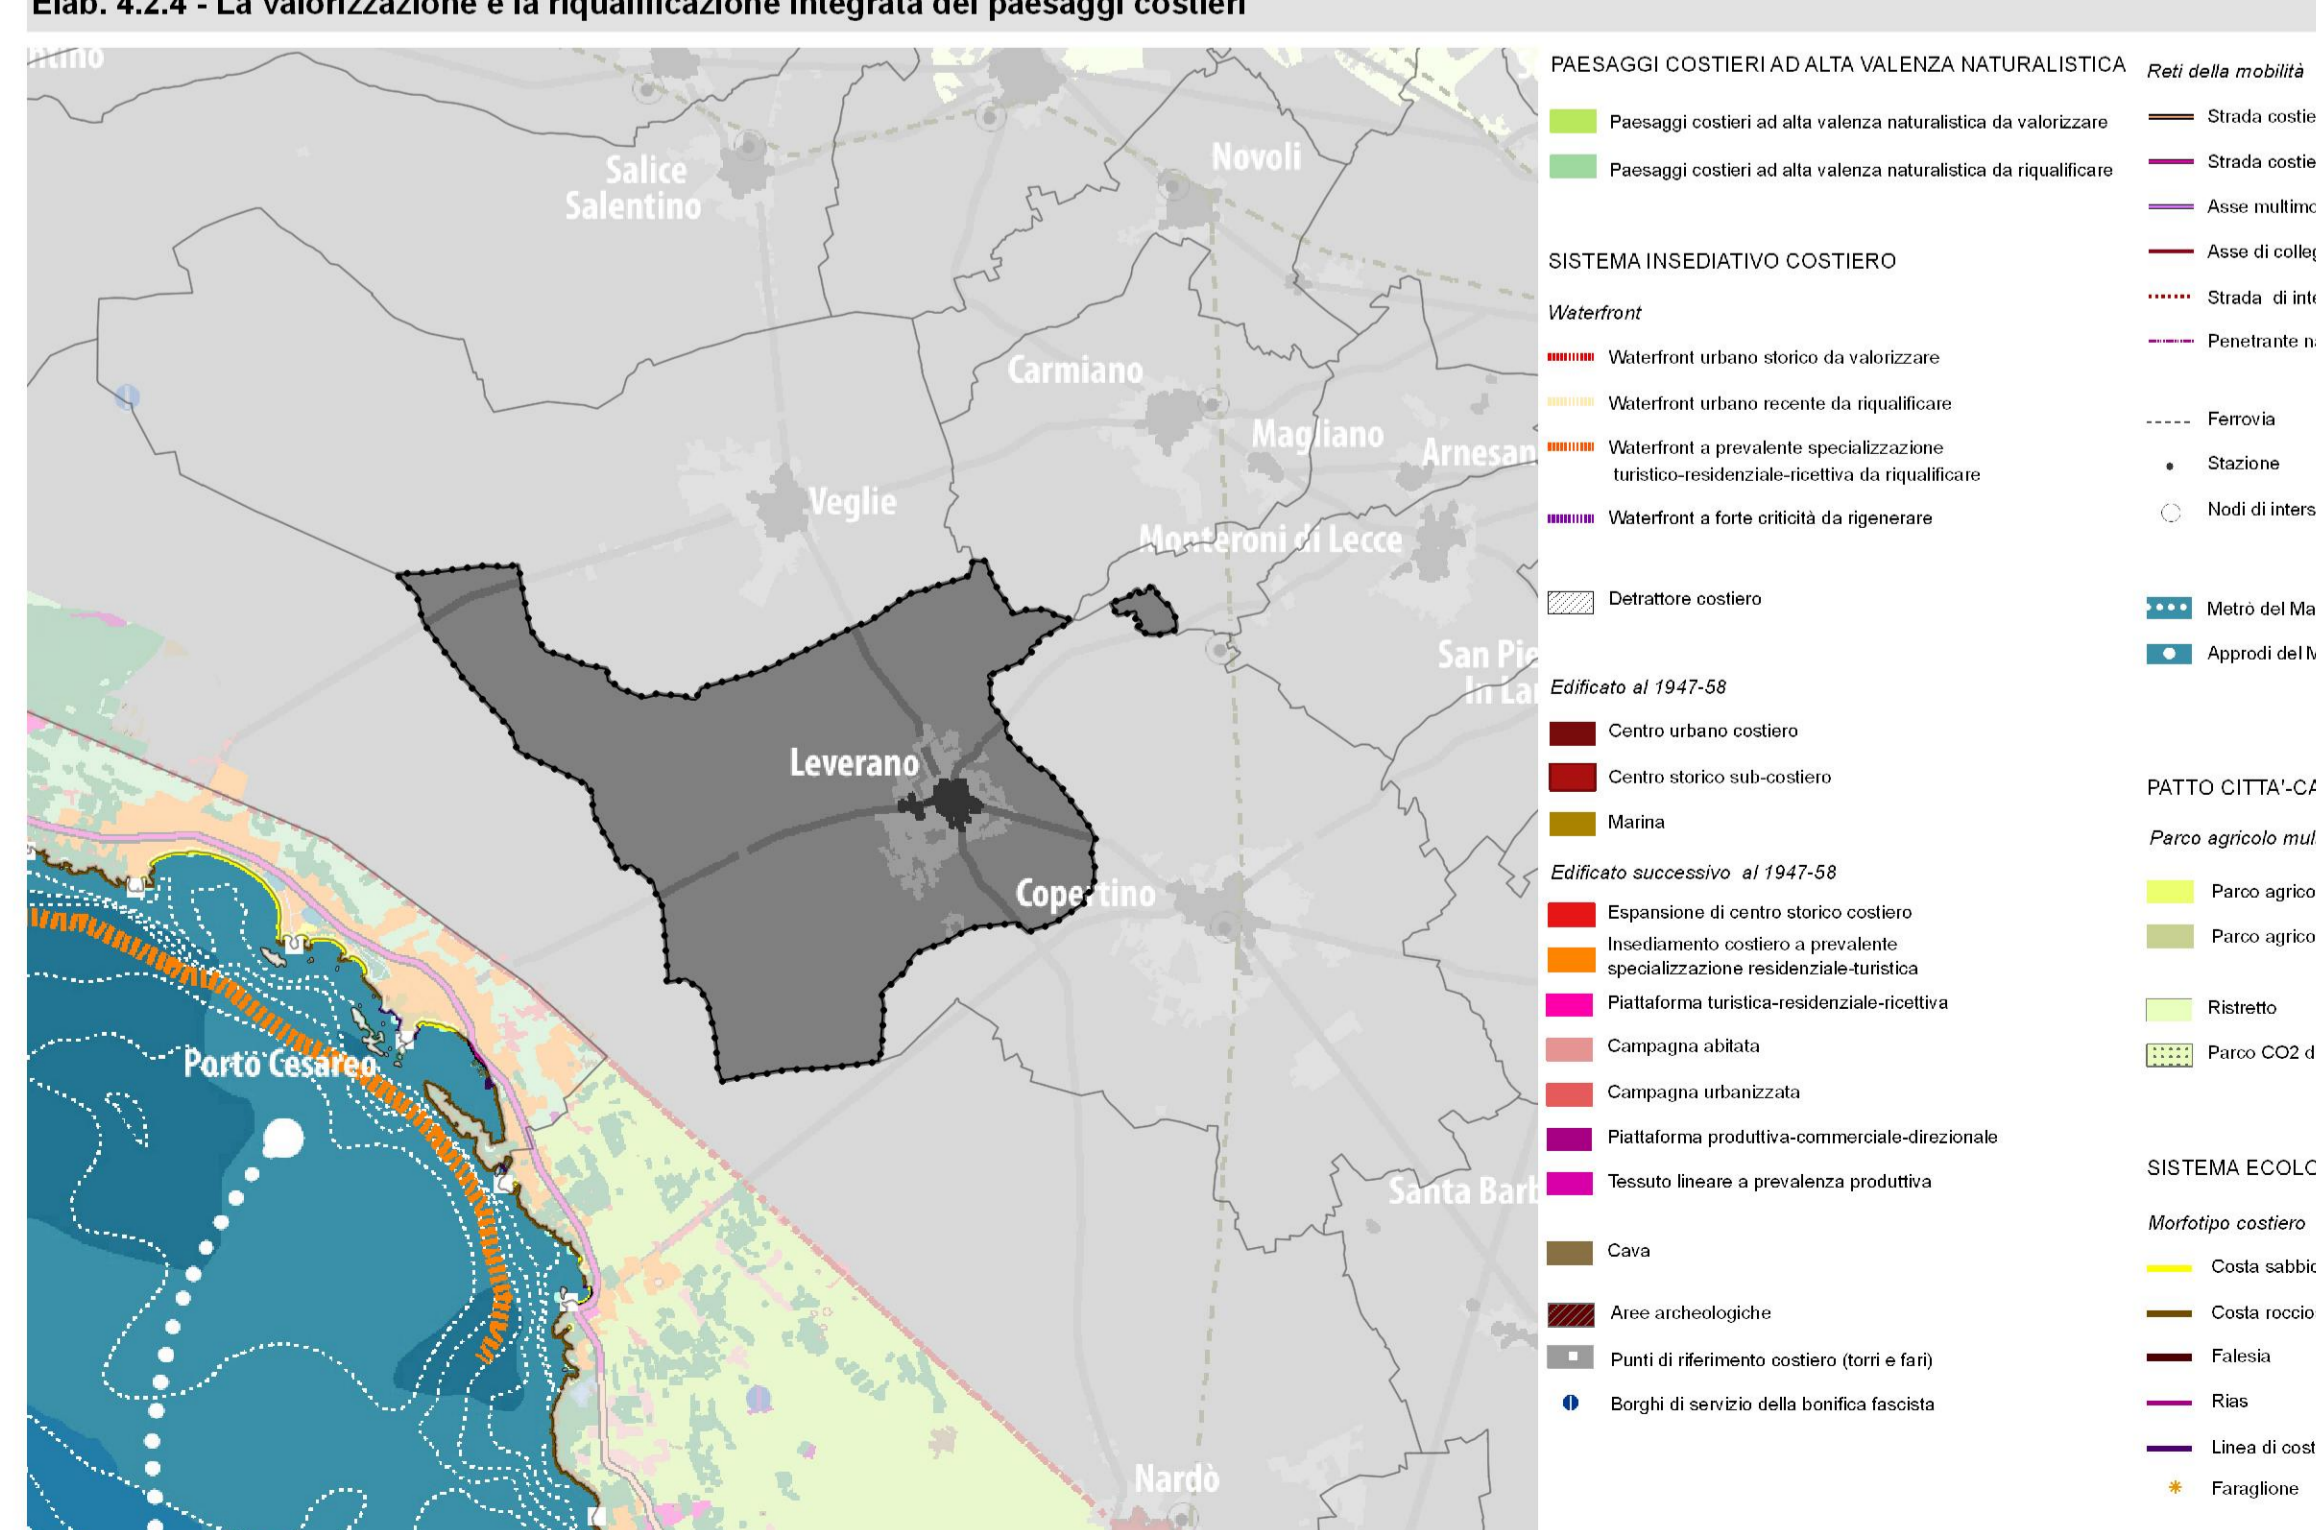 Elab. 4.2.4 - La valorizzazione e la riqualificazione integrata dei paesaggi costieri
Salice
Salentino
Novoli
Carmiano
Magliano
Arnesan
Veglie
Monteroni di Lecce
San Pie
In La
Leverano
Copertino
Porto Cesareo
Santa Barb
Nardò
PAESAGGI COSTIERI AD ALTA VALENZA NATURALISTICA
Paesaggi costieri ad alta valenza naturalistica da valorizzare
Paesaggi costieri ad alta valenza naturalistica da riqualificare
SISTEMA INSEDIATIVO COSTIERO
Waterfront
Waterfront urbano storico da valorizzare
Waterfront urbano recente da riqualificare
Waterfront a prevalente specializzazione
turistico-residenziale-ricettiva da riqualificare
Waterfront a forte criticità da rigenerare
Detrattore costiero
Edificato al 1947-58
Centro urbano costiero
Centro storico sub-costiero
Marina
Edificato successivo al 1947-58
Espansione di centro storico costiero
Insediamento costiero a prevalente
specializzazione residenziale-turistica
Piattaforma turistica-residenziale-ricettiva
Campagna abitata
Campagna urbanizzata
Piattaforma produttiva-commerciale-direzionale
Tessuto lineare a prevalenza produttiva
Cava
Aree archeologiche
Punti di riferimento costiero (torri e fari)
Borghi di servizio della bonifica fascista
Reti della mobilità
Strada costie
Strada costie
Asse multimo
Asse di colleg
Strada di inte
Penetrante na
Ferrovia
Stazione
Nodi di inters
Metrò del Ma
Approdi del M
PATTO CITTA'-CA
Parco agricolo mul
Parco agrico
Parco agrico
Ristretto
Parco CO2 d
SISTEMA ECOLO
Morfotipo costiero
Costa sabbio
Costa roccio
Falesia
Rias
Linea di cost
Faraglione